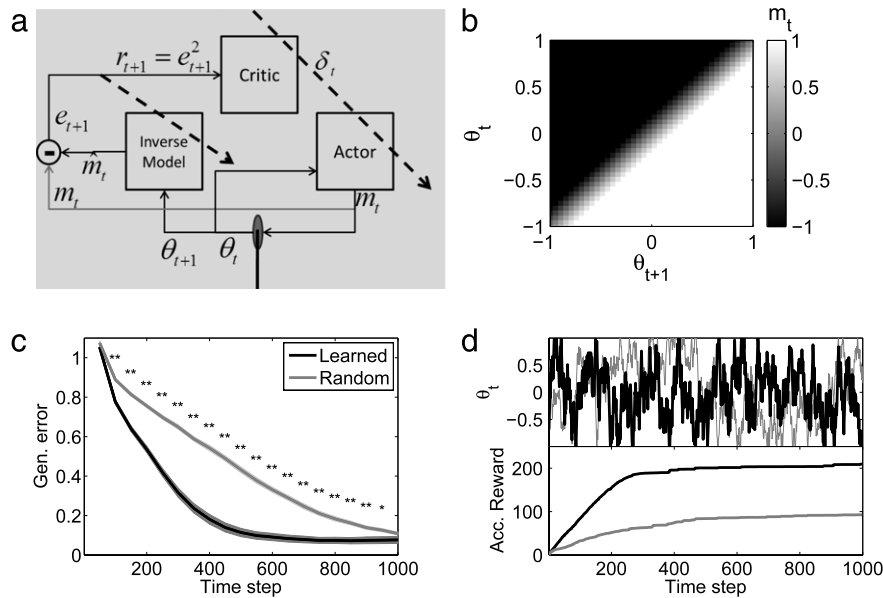 a
r_{t+1} = e^2_{t+1}
Critic
δ_t
e_{t+1}
Inverse
Model
Actor
-
m̂_t
m_t
m_t
θ_{t+1}
θ_t
b
m_t
1
0.5
0
−0.5
−1
θ_t
−1
0
1
θ_{t+1}
1
0.5
0
−0.5
−1
c
1
0.8
0.6
0.4
0.2
0
Gen. error
Learned
Random
** ** ** ** ** ** ** ** ** ** ** ** ** ** ** ** ** *
200 400 600 800 1000
Time step
d
θ_t
0.5
0
−0.5
Acc. Reward
200
100
0
200 400 600 800 1000
Time step